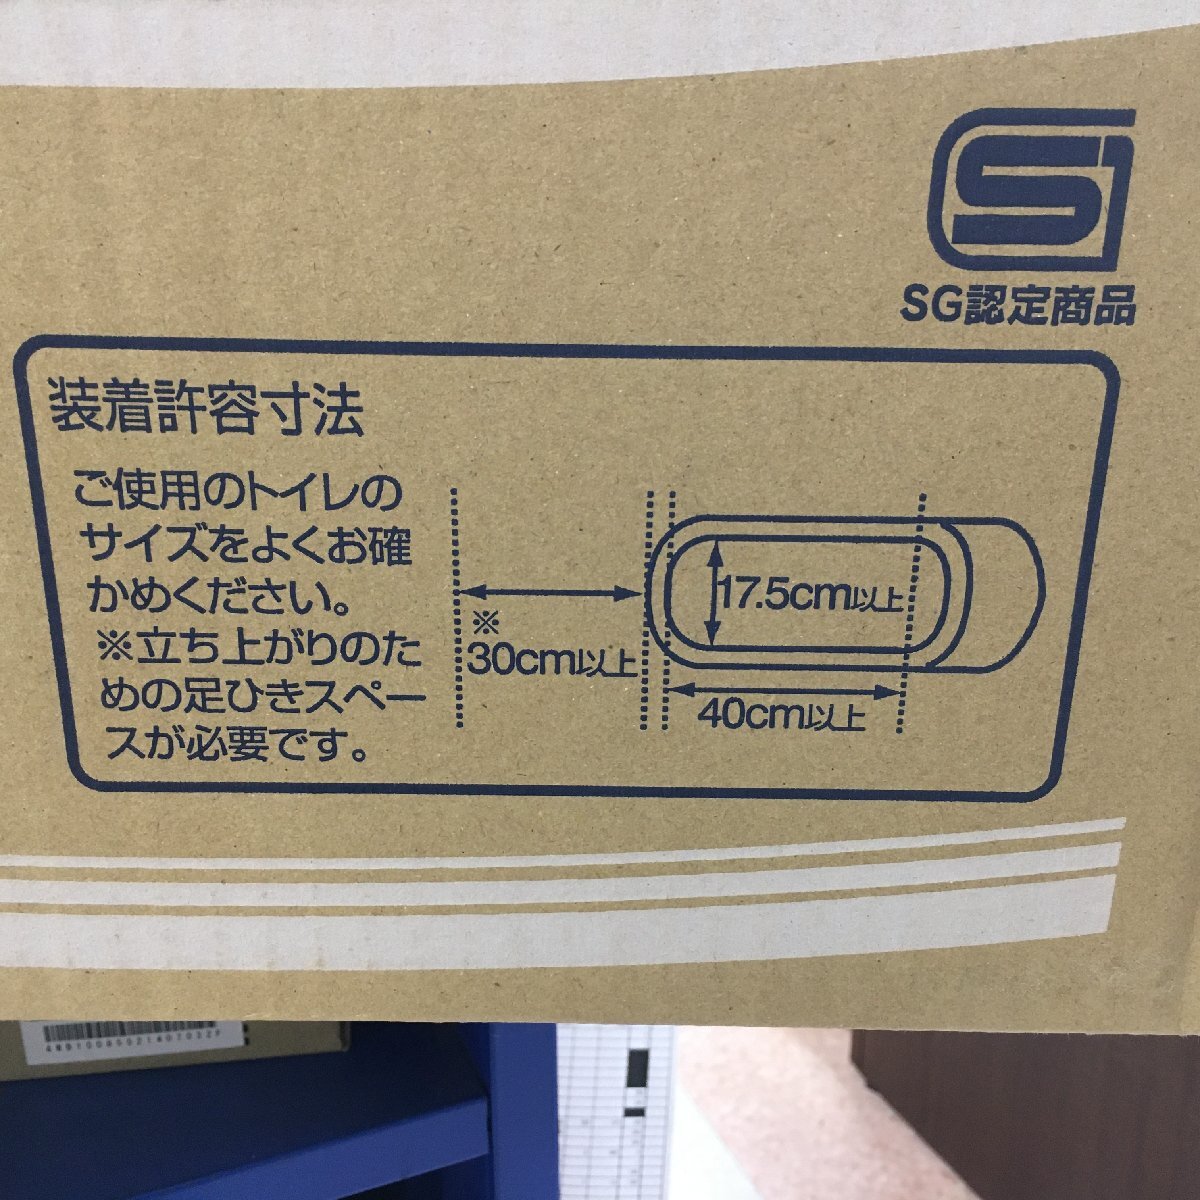 SG認定商品
装着許容寸法
ご使用のトイレの
サイズをよくお確
かめください。
※立ち上がりのた
めの足ひきスペー
スが必要です。
※
30cm以上
17.5cm以上
40cm以上